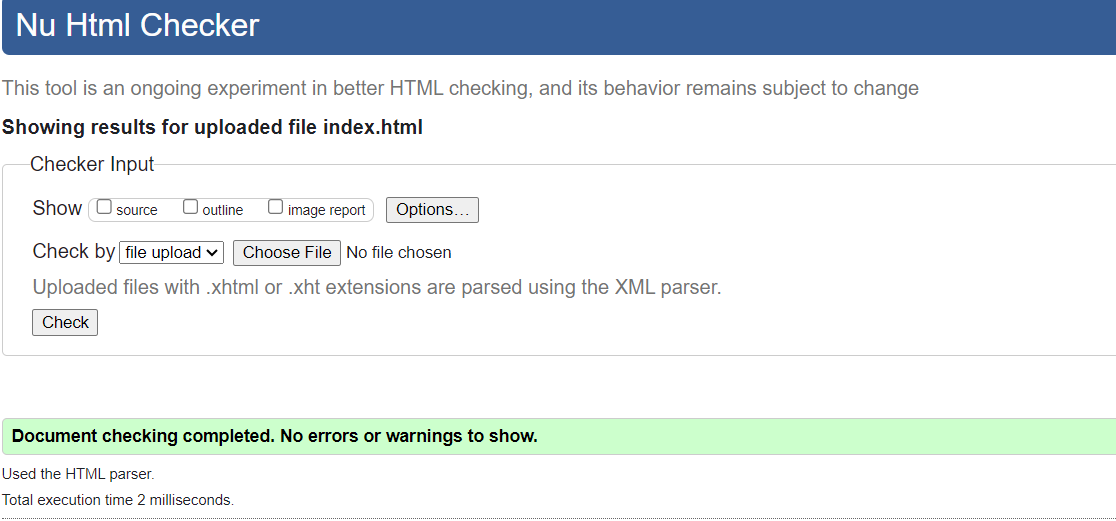 Nu Html Checker
This tool is an ongoing experiment in better HTML checking, and its behavior remains subject to change
Showing results for uploaded file index.html
Checker Input
Show source outline image report Options…
Check by file upload Choose File No file chosen
Uploaded files with .xhtml or .xht extensions are parsed using the XML parser.
Check
Document checking completed. No errors or warnings to show.
Used the HTML parser.
Total execution time 2 milliseconds.